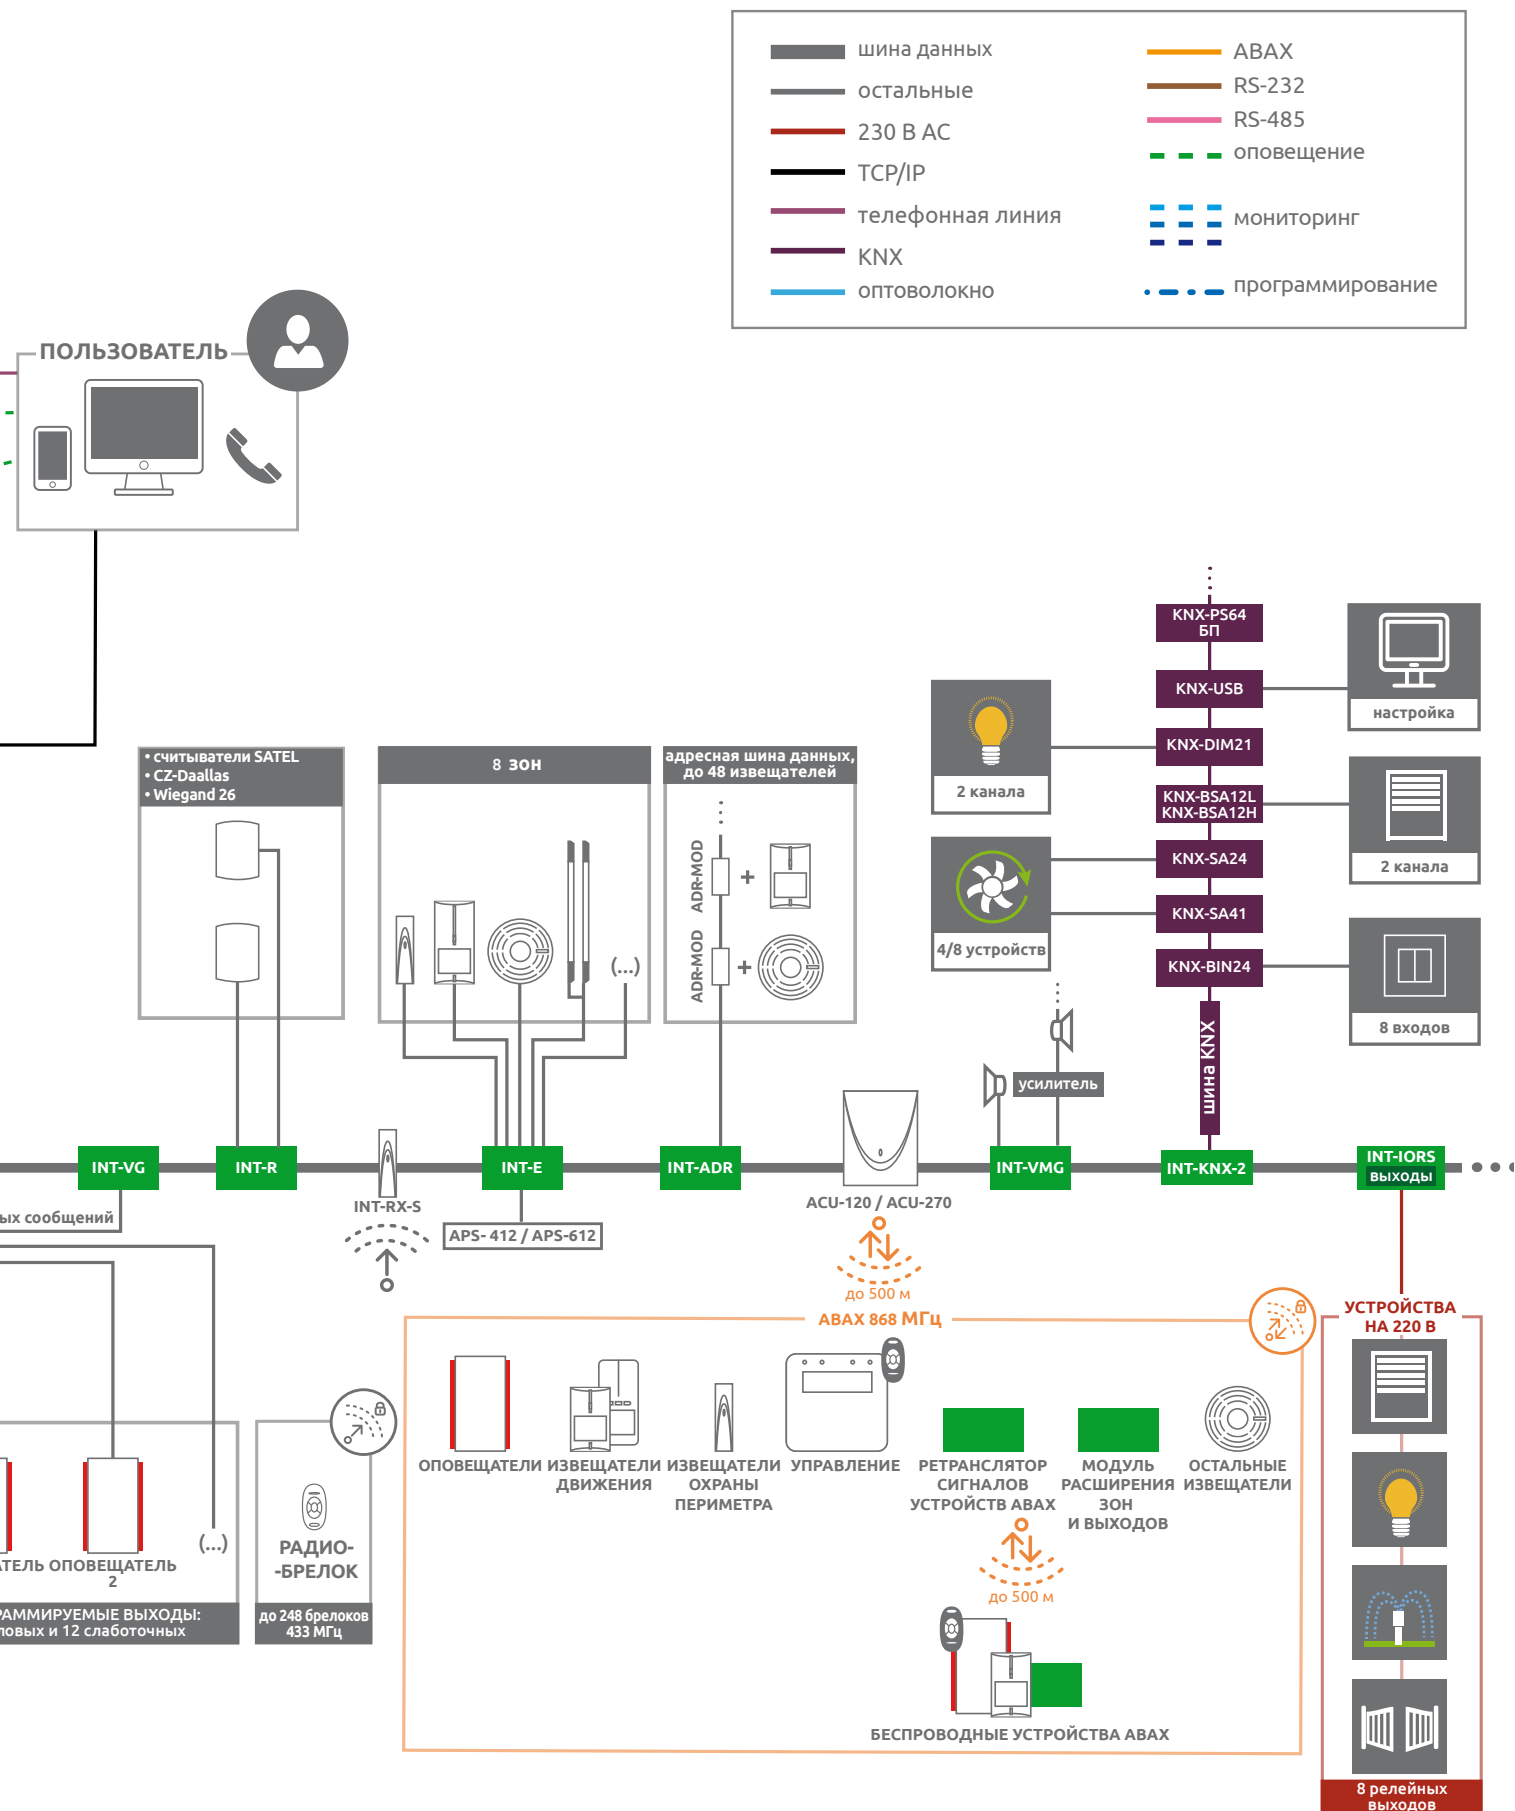 шина данных
остальные
230 В AC
TCP/IP
телефонная линия
KNX
оптоволокно
ABAX
RS-232
RS-485
оповещение
мониторинг
программирование
ПОЛЬЗОВАТЕЛЬ
• считыватели SATEL
• CZ-Daallas
• Wiegand 26
8 ЗОН
адресная шина данных,
до 48 извещателей
ADR-MOD
+
ADR-MOD
+
(...)
2 канала
4/8 устройств
KNX-PS64
БП
KNX-USB
KNX-DIM21
KNX-BSA12L
KNX-BSA12H
KNX-SA24
KNX-SA41
KNX-BIN24
шина KNX
настройка
2 канала
8 входов
усилитель
INT-VG
INT-R
INT-RX-S
INT-E
INT-ADR
ACU-120 / ACU-270
INT-VMG
INT-KNX-2
INT-IORS
выходы
ых сообщений
APS- 412 / APS-612
до 500 м
ABAX 868 МГц
ОПОВЕЩАТЕЛИ
ИЗВЕЩАТЕЛИ
ДВИЖЕНИЯ
ИЗВЕЩАТЕЛИ
ОХРАНЫ
ПЕРИМЕТРА
УПРАВЛЕНИЕ
РЕТРАНСЛЯТОР
СИГНАЛОВ
УСТРОЙСТВ ABAX
МОДУЛЬ
РАСШИРЕНИЯ
ЗОН
И ВЫХОДОВ
ОСТАЛЬНЫЕ
ИЗВЕЩАТЕЛИ
до 500 м
БЕСПРОВОДНЫЕ УСТРОЙСТВА ABAX
УСТРОЙСТВА
НА 220 В
8 релейных
выходов
АТЕЛЬ
ОПОВЕЩАТЕЛЬ
2
(...)
РАММИРУЕМЫЕ ВЫХОДЫ:
ловых и 12 слаботочных
РАДИО-
-БРЕЛОК
до 248 брелоков
433 МГц